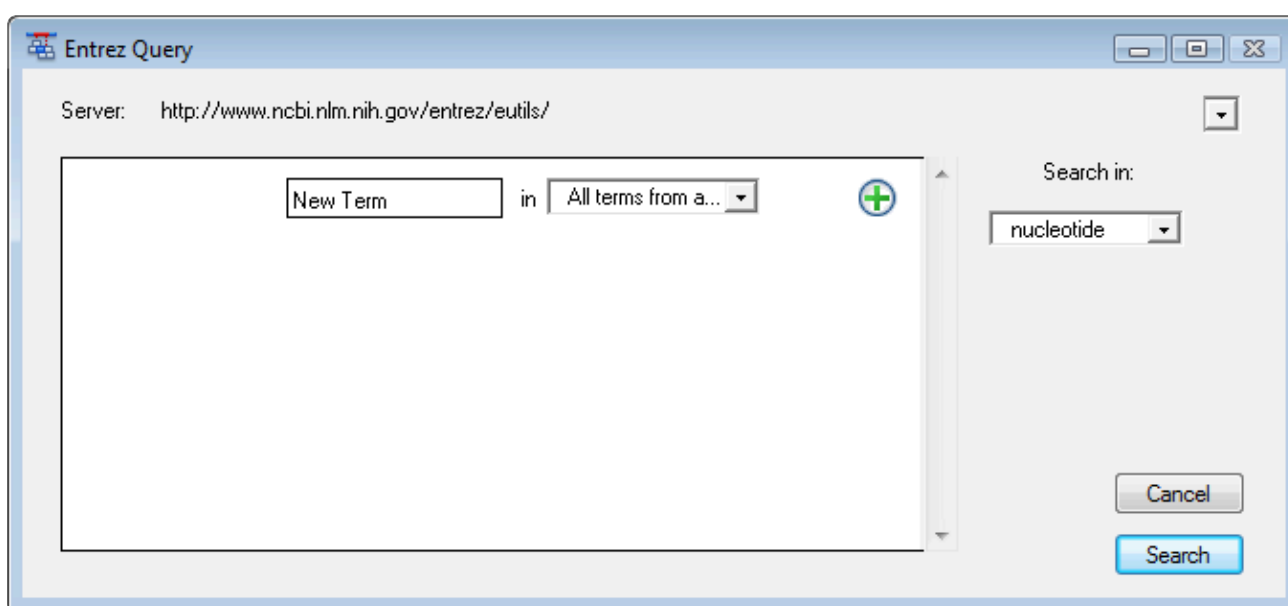 Entrez Query
Server: http://www.ncbi.nlm.nih.gov/entrez/eutils/
Search in:
New Term in All terms from a...
nucleotide
Cancel
Search